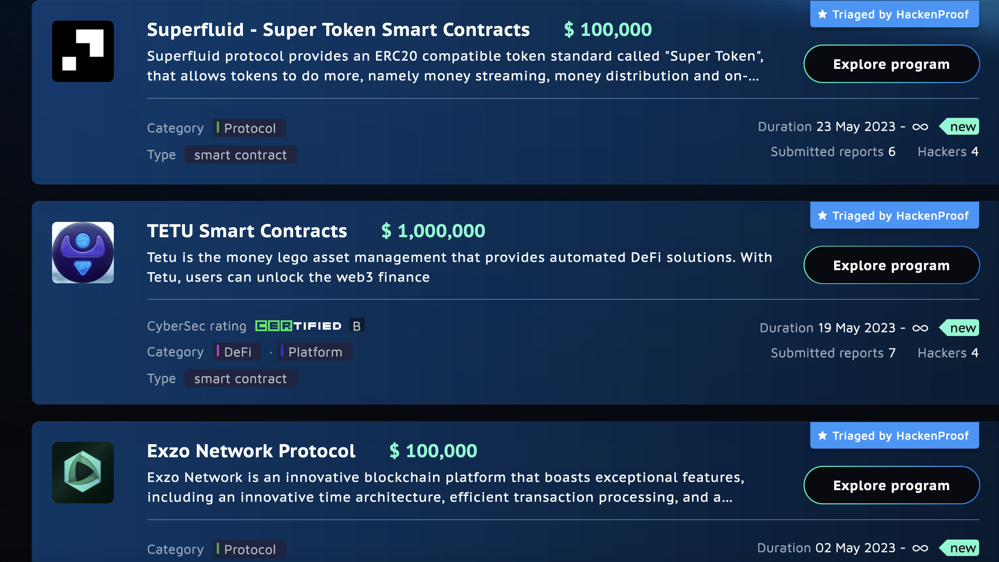 Triaged by HackenProof
Superfluid - Super Token Smart Contracts $ 100,000
Superfluid protocol provides an ERC20 compatible token standard called "Super Token",
that allows tokens to do more, namely money streaming, money distribution and on-...
Explore program
Category Protocol
Duration 23 May 2023 - ∞ new
Type smart contract
Submitted reports 6 Hackers 4
Triaged by HackenProof
TETU Smart Contracts $ 1,000,000
Tetu is the money lego asset management that provides automated DeFi solutions. With
Tetu, users can unlock the web3 finance
Explore program
CyberSec rating CERTIFIED B
Duration 19 May 2023 - ∞ new
Category DeFi · Platform
Submitted reports 7 Hackers 4
Type smart contract
Triaged by HackenProof
Exzo Network Protocol $ 100,000
Exzo Network is an innovative blockchain platform that boasts exceptional features,
including an innovative time architecture, efficient transaction processing, and a...
Explore program
Category Protocol
Duration 02 May 2023 - ∞ new